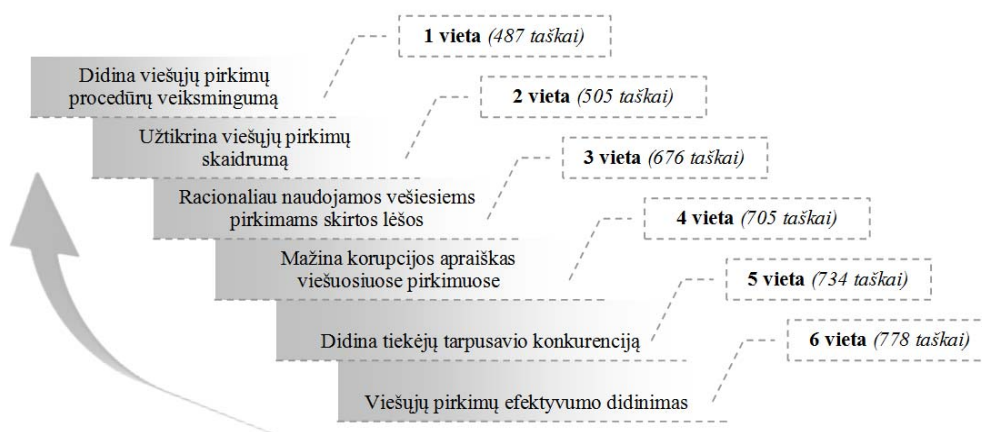 1 vieta (487 taškai)
Didina viešųjų pirkimų
procedūrų veiksmingumą
2 vieta (505 taškai)
Užtikrina viešųjų pirkimų
skaidrumą
3 vieta (676 taškai)
Racionaliau naudojamos vešiesiems
pirkimams skirtos lėšos
4 vieta (705 taškai)
Mažina korupcijos apraiškas
viešuosiuose pirkimuose
5 vieta (734 taškai)
Didina tiekėjų tarpusavio konkurenciją
6 vieta (778 taškai)
Viešųjų pirkimų efektyvumo didinimas